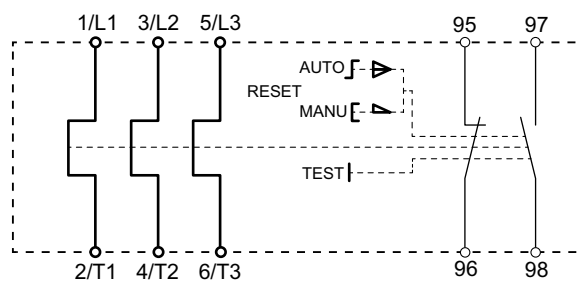 1/L1 3/L2 5/L3 95 97
AUTO
RESET
MANU
TEST
2/T1 4/T2 6/T3 96 98